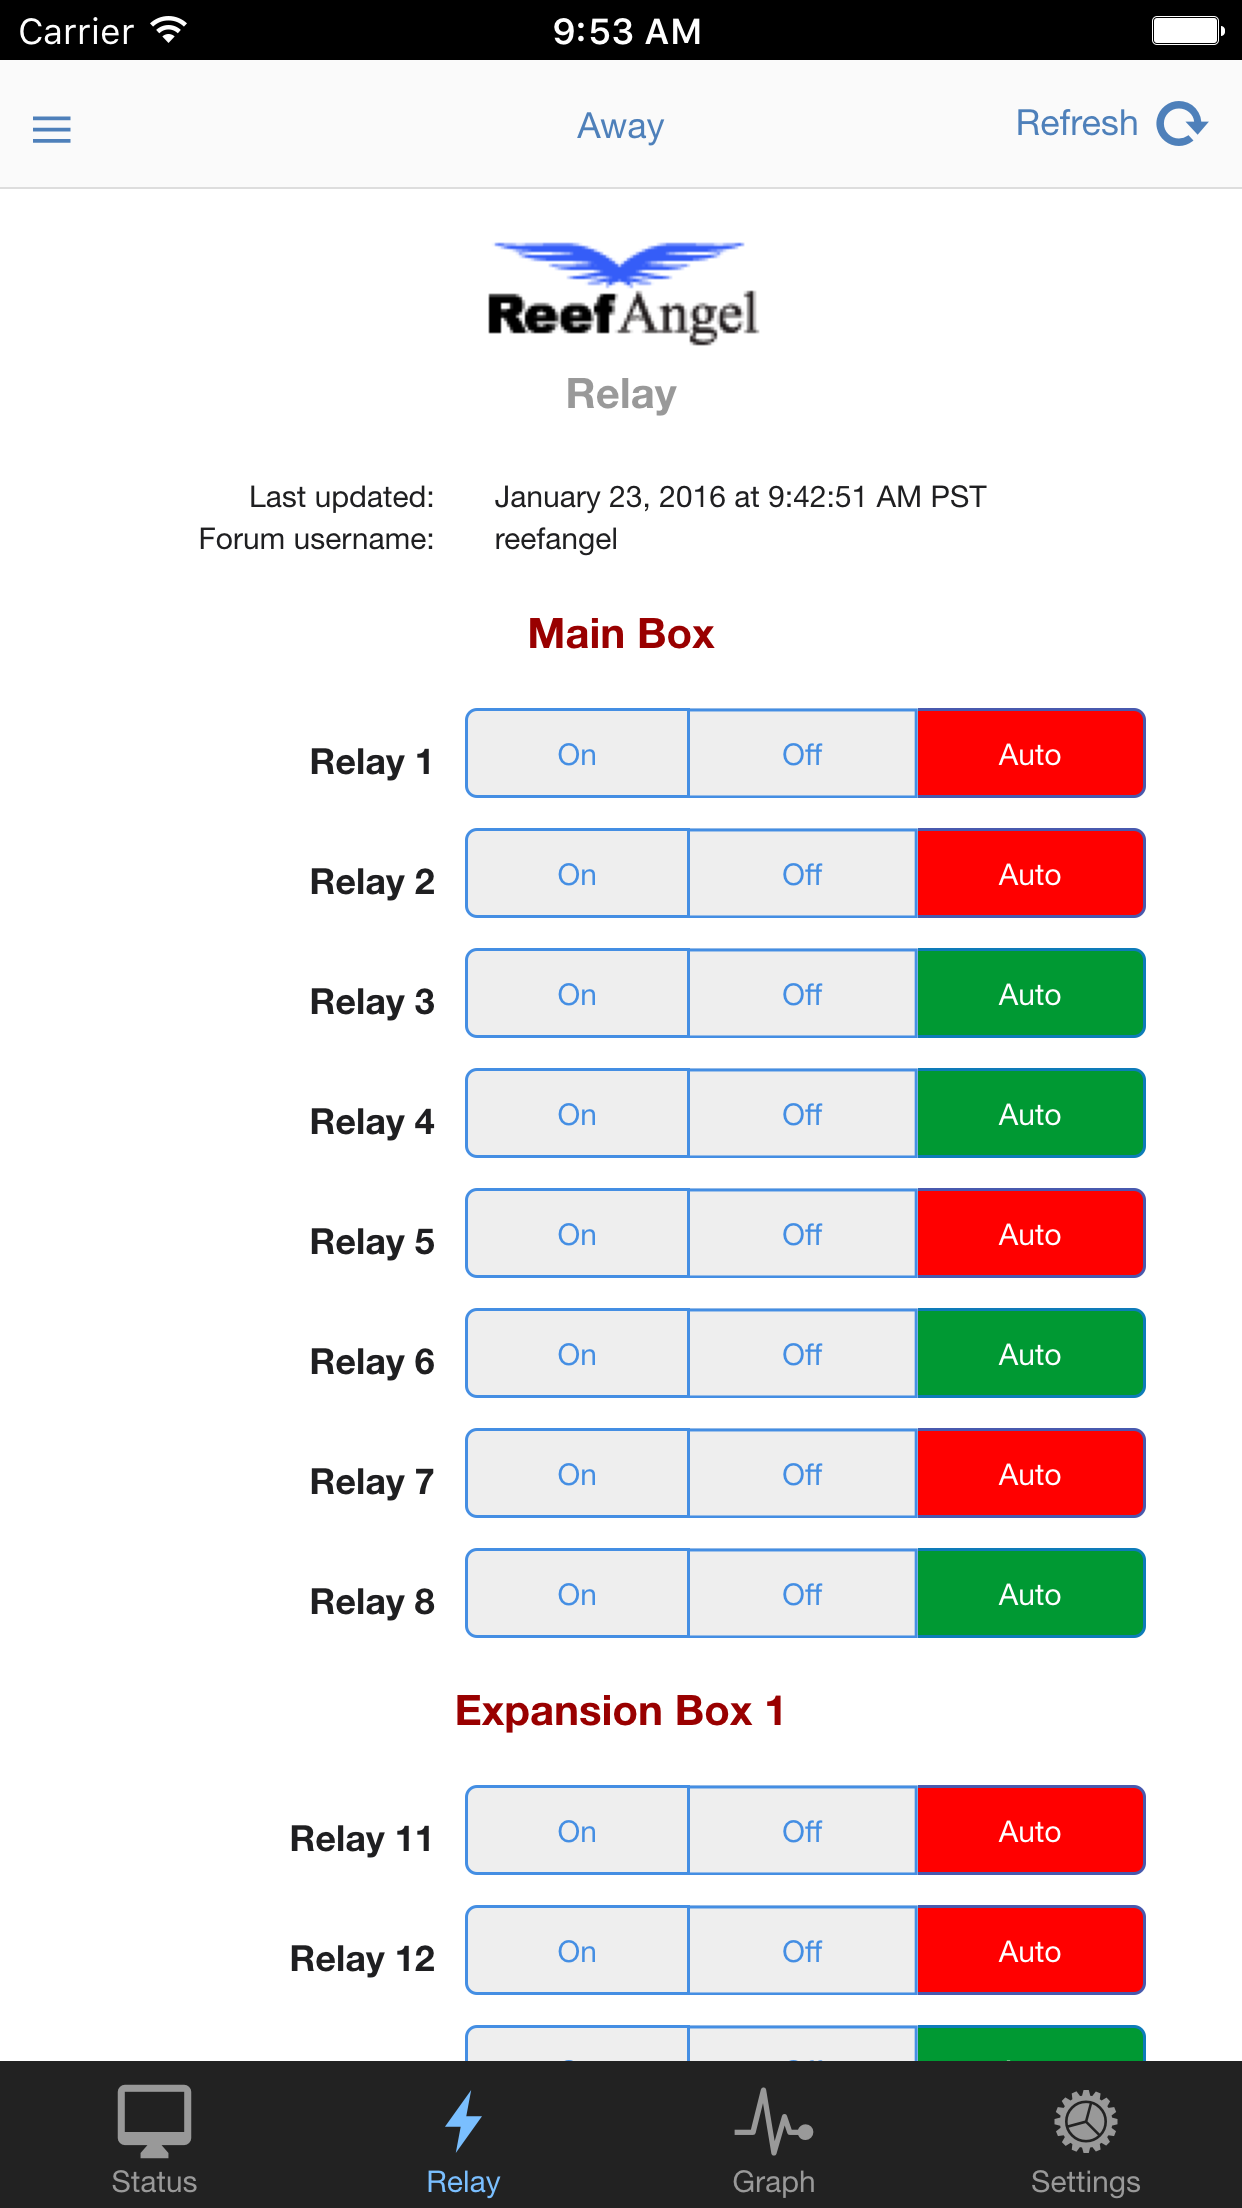 Carrier 9:53 AM
Away Refresh
ReefAngel
Relay
Last updated: January 23, 2016 at 9:42:51 AM PST
Forum username: reefangel
Main Box
Relay 1 On Off Auto
Relay 2 On Off Auto
Relay 3 On Off Auto
Relay 4 On Off Auto
Relay 5 On Off Auto
Relay 6 On Off Auto
Relay 7 On Off Auto
Relay 8 On Off Auto
Expansion Box 1
Relay 11 On Off Auto
Relay 12 On Off Auto
Status Relay Graph Settings